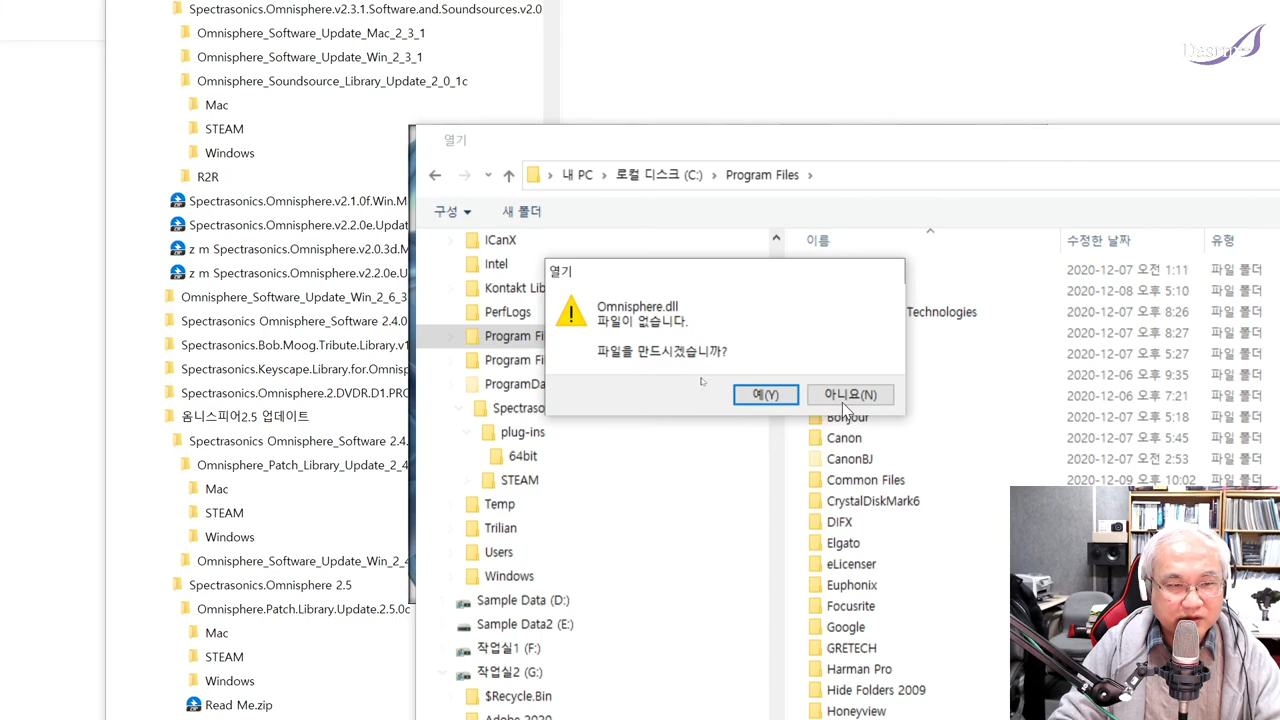 Spectrasonics.Omnisphere.v2.3.1.Software.and.Soundsources.v2.0
Omnisphere_Software_Update_Mac_2_3_1
Omnisphere_Software_Update_Win_2_3_1
Omnisphere_Soundsource_Library_Update_2_0_1c
Mac
STEAM
Windows
R2R
Spectrasonics.Omnisphere.v2.1.0f.Win.M
Spectrasonics.Omnisphere.v2.2.0e.Update
z m Spectrasonics.Omnisphere.v2.0.3d.M
z m Spectrasonics.Omnisphere.v2.2.0e.U
Omnisphere_Software_Update_Win_2_6_3
Spectrasonics Omnisphere_Software 2.4.0
Spectrasonics.Bob.Moog.Tribute.Library.v1
Spectrasonics.Keyscape.Library.for.Omnis
Spectrasonics.Omnisphere.2.DVDR.D1.PRO
옴니스피어2.5 업데이트
Spectrasonics Omnisphere_Software 2.4.
Omnisphere_Patch_Library_Update_2_4
Mac
STEAM
Windows
Omnisphere_Software_Update_Win_2_4
Spectrasonics.Omnisphere 2.5
Omnisphere.Patch.Library.Update.2.5.0c
Mac
STEAM
Windows
Read Me.zip
열기
내 PC
로컬 디스크 (C:)
Program Files
구성
새 폴더
ICanX
Intel
Kontakt Lib
PerfLogs
Program Fi
Program Fi
ProgramDa
Spectraso
plug-ins
64bit
STEAM
Temp
Trilian
Users
Windows
Sample Data (D:)
Sample Data2 (E:)
작업실1 (F:)
작업실2 (G:)
$Recycle.Bin
Adobe 2020
열기
Omnisphere.dll
파일이 없습니다.
파일을 만드시겠습니까?
예(Y)
아니요(N)
이름
수정한 날짜
유형
2020-12-07 오전 1:11 파일 폴더
2020-12-08 오후 5:10 파일 폴더
Technologies 2020-12-07 오후 8:26 파일 폴더
2020-12-07 오후 8:27 파일 폴더
2020-12-07 오후 5:27 파일 폴더
2020-12-06 오후 9:35 파일 폴더
2020-12-06 오후 7:21 파일 폴더
Bonjour 2020-12-07 오후 5:18 파일 폴더
Canon 2020-12-07 오후 5:45 파일 폴더
CanonBJ 2020-12-07 오전 2:53 파일 폴더
Common Files 2020-12-09 오후 10:02 파일 폴더
CrystalDiskMark6
DIFX
Elgato
eLicenser
Euphonix
Focusrite
Google
GRETECH
Harman Pro
Hide Folders 2009
Honeyview